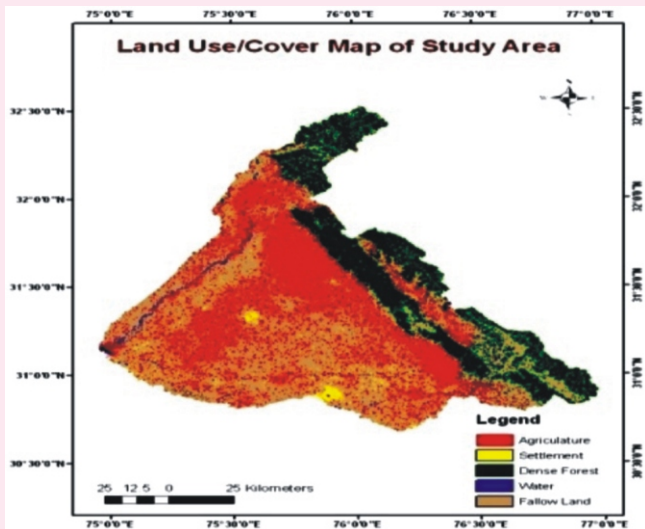 75°0'0"E 75°30'0"E 76°0'0"E 76°30'0"E 77°0'0"E
Land Use/Cover Map of Study Area
32°30'0"N
32°0'0"N
31°30'0"N
31°0'0"N
30°30'0"N
Legend
Agriculature
Settlement
Dense Forest
Water
Fallow Land
25 12 5 0 25 Kilometers
75°0'0"E 75°30'0"E 76°0'0"E 76°30'0"E 77°0'0"E